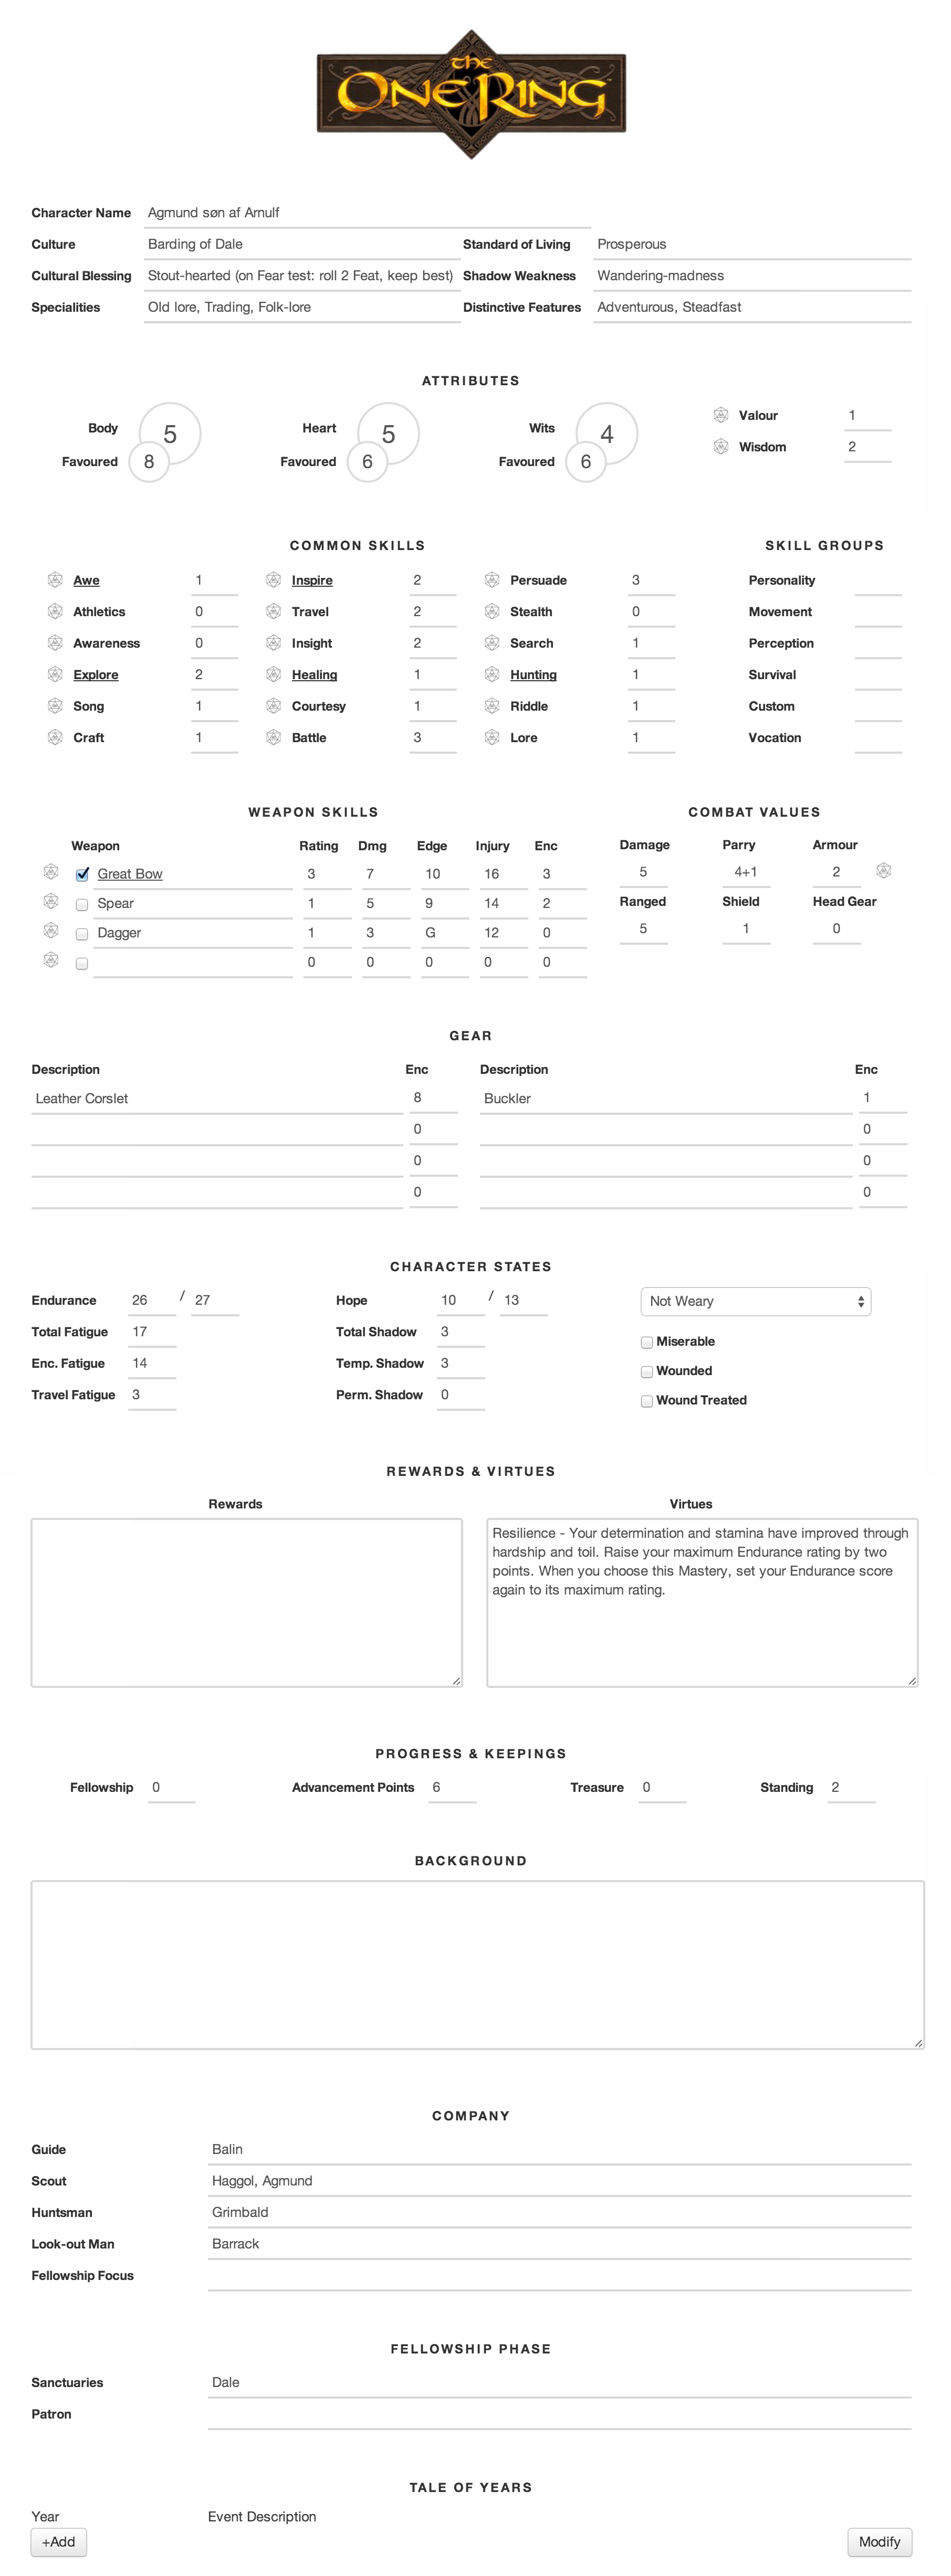 the
ONE RING
Character Name Agmund søn af Arnulf
Culture Barding of Dale Standard of Living Prosperous
Cultural Blessing Stout-hearted (on Fear test: roll 2 Feat, keep best) Shadow Weakness Wandering-madness
Specialities Old lore, Trading, Folk-lore Distinctive Features Adventurous, Steadfast
ATTRIBUTES
Body 5 Heart 5 Wits 4 Valour 1
Favoured 8 Favoured 6 Favoured 6 Wisdom 2
COMMON SKILLS SKILL GROUPS
Awe 1 Inspire 2 Persuade 3 Personality
Athletics 0 Travel 2 Stealth 0 Movement
Awareness 0 Insight 2 Search 1 Perception
Explore 2 Healing 1 Hunting 1 Survival
Song 1 Courtesy 1 Riddle 1 Custom
Craft 1 Battle 3 Lore 1 Vocation
WEAPON SKILLS COMBAT VALUES
Weapon Rating Dmg Edge Injury Enc Damage Parry Armour
Great Bow 3 7 10 16 3 5 4+1 2
Spear 1 5 9 14 2 Ranged Shield Head Gear
Dagger 1 3 G 12 0 5 1 0
0 0 0 0 0
GEAR
Description Enc Description Enc
Leather Corslet 8 Buckler 1
0 0
0 0
0 0
CHARACTER STATES
Endurance 26 / 27 Hope 10 / 13 Not Weary
Total Fatigue 17 Total Shadow 3 Miserable
Enc. Fatigue 14 Temp. Shadow 3 Wounded
Travel Fatigue 3 Perm. Shadow 0 Wound Treated
REWARDS & VIRTUES
Rewards Virtues
Resilience - Your determination and stamina have improved through
hardship and toil. Raise your maximum Endurance rating by two
points. When you choose this Mastery, set your Endurance score
again to its maximum rating.
PROGRESS & KEEPINGS
Fellowship 0 Advancement Points 6 Treasure 0 Standing 2
BACKGROUND
COMPANY
Guide Balin
Scout Haggol, Agmund
Huntsman Grimbald
Look-out Man Barrack
Fellowship Focus
FELLOWSHIP PHASE
Sanctuaries Dale
Patron
TALE OF YEARS
Year Event Description
+Add Modify